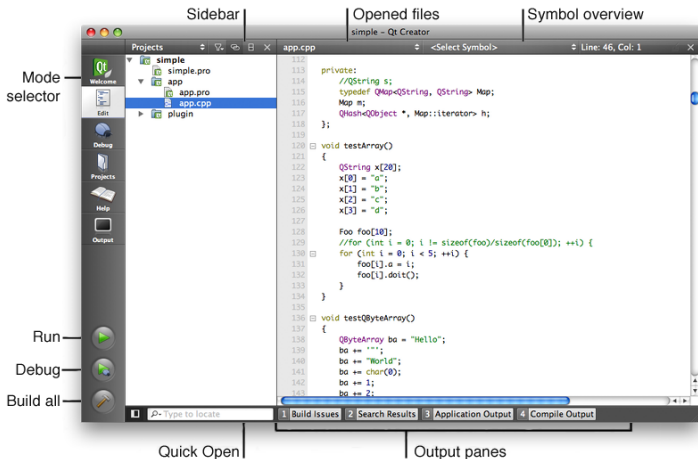 Sidebar
Opened files
Symbol overview
simple - Qt Creator
Projects
app.cpp
<Select Symbol>
Line: 46, Col: 1
Mode
selector
Qt
Welcome
Edit
Debug
Projects
Help
Output
simple
simple.pro
app
app.pro
app.cpp
plugin
112
113 private:
114 //QString s;
115 typedef QMap<QString, QString> Map;
116 Map m;
117 QHash<QObject *, Map::iterator> h;
118 };
119
120 void testArray()
121 {
122 QString x[20];
123 x[0] = "a";
124 x[1] = "b";
125 x[2] = "c";
126 x[3] = "d";
127
128 Foo foo[10];
129 //for (int i = 0; i != sizeof(foo)/sizeof(foo[0]); ++i) {
130 for (int i = 0; i < 5; ++i) {
131 foo[i].a = i;
132 foo[i].doit();
133 }
134 }
135
136 void testQByteArray()
137 {
138 QByteArray ba = "Hello";
139 ba += '"';
140 ba += "World";
141 ba += char(0);
142 ba += 1;
143 ba += 2;
Run
Debug
Build all
Type to locate
1 Build Issues
2 Search Results
3 Application Output
4 Compile Output
Quick Open
Output panes